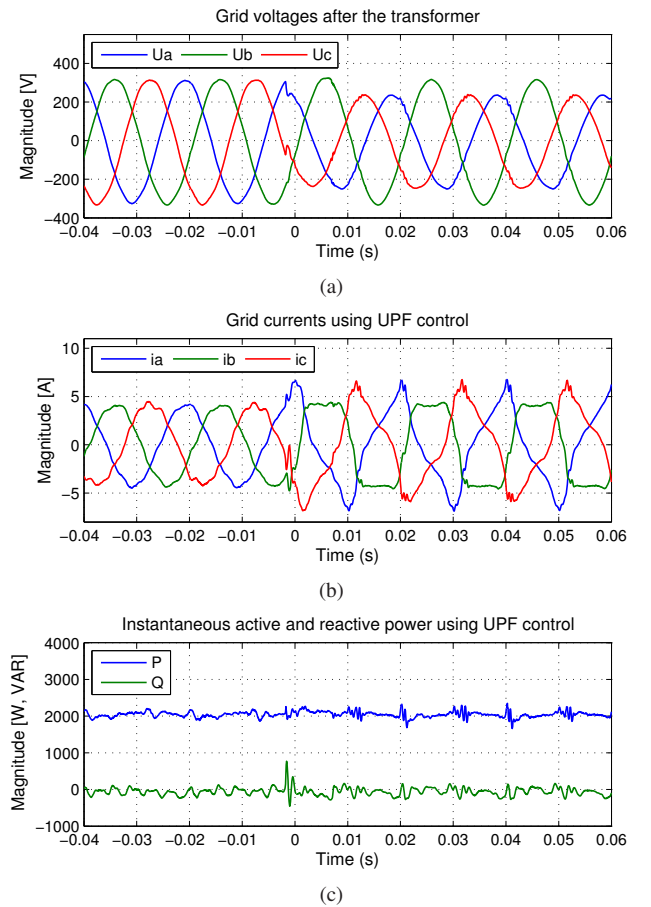 Grid voltages after the transformer
Ua Ub Uc
Magnitude [V]
400
200
0
−200
−400
−0.04 −0.03 −0.02 −0.01 0 0.01 0.02 0.03 0.04 0.05 0.06
Time (s)
(a)
Grid currents using UPF control
ia ib ic
Magnitude [A]
10
5
0
−5
−0.04 −0.03 −0.02 −0.01 0 0.01 0.02 0.03 0.04 0.05 0.06
Time (s)
(b)
Instantaneous active and reactive power using UPF control
P
Q
Magnitude [W, VAR]
4000
3000
2000
1000
0
−1000
−0.04 −0.03 −0.02 −0.01 0 0.01 0.02 0.03 0.04 0.05 0.06
Time (s)
(c)